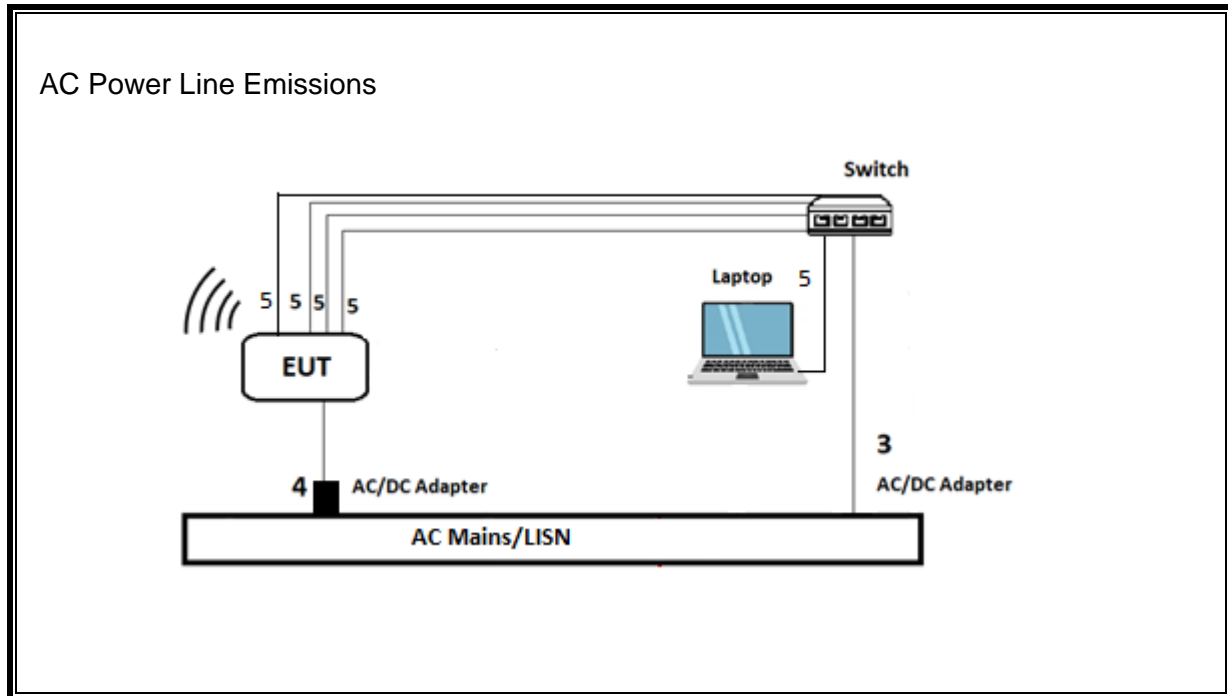 AC Power Line Emissions
Switch
Laptop 5
5 5 5 5
EUT
3
4 AC/DC Adapter
AC/DC Adapter
AC Mains/LISN